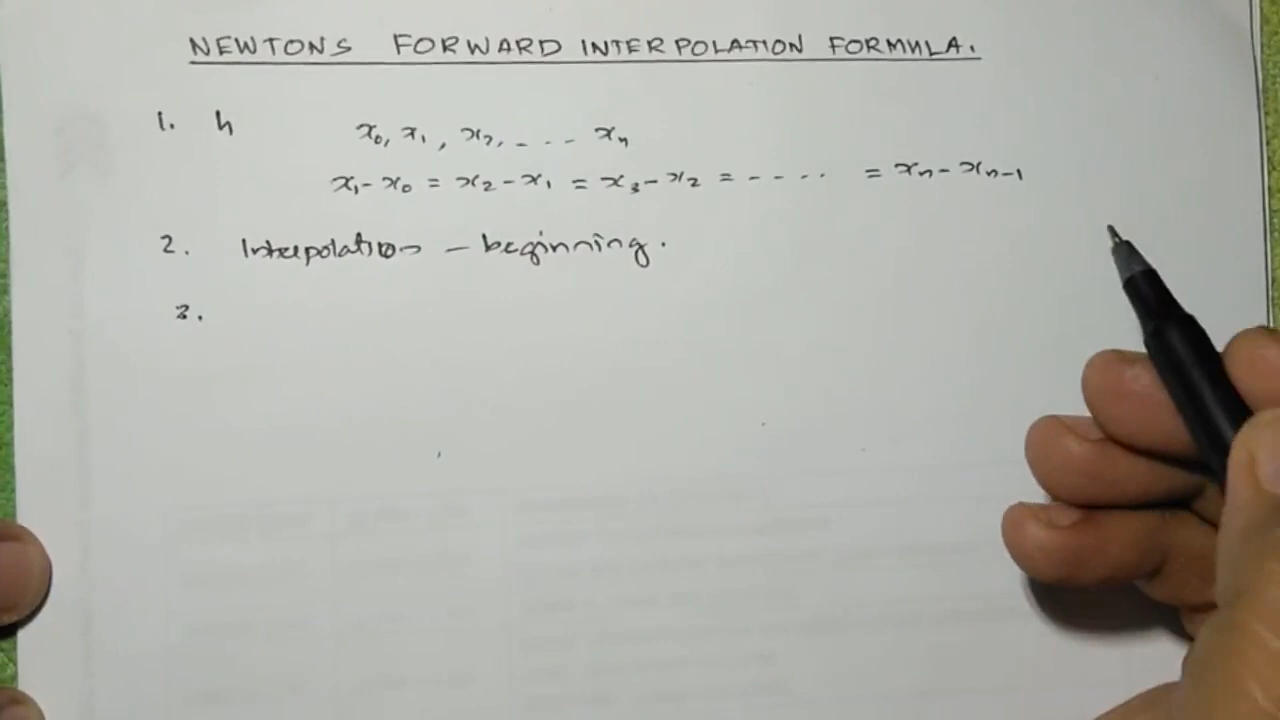 NEWTONS FORWARD INTERPOLATION FORMULA.
1. h x₀, x₁, x₂, - - - xₙ
x₁-x₀ = x₂-x₁ = x₃-x₂ = - - - - - = xₙ-xₙ₋₁
2. Interpolation - beginning.
3.